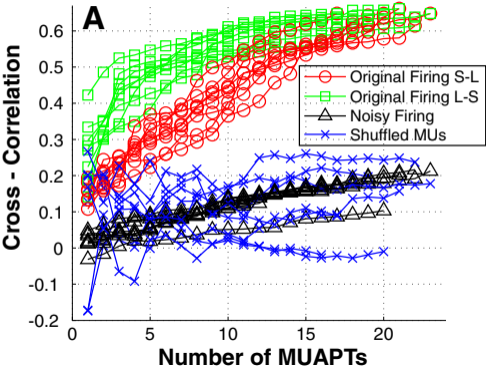 A
0.6
0.5
0.4
0.3
0.2
0.1
0
-0.1
-0.2
Cross - Correlation
Original Firing S-L
Original Firing L-S
Noisy Firing
Shuffled MUs
0 5 10 15 20
Number of MUAPTs